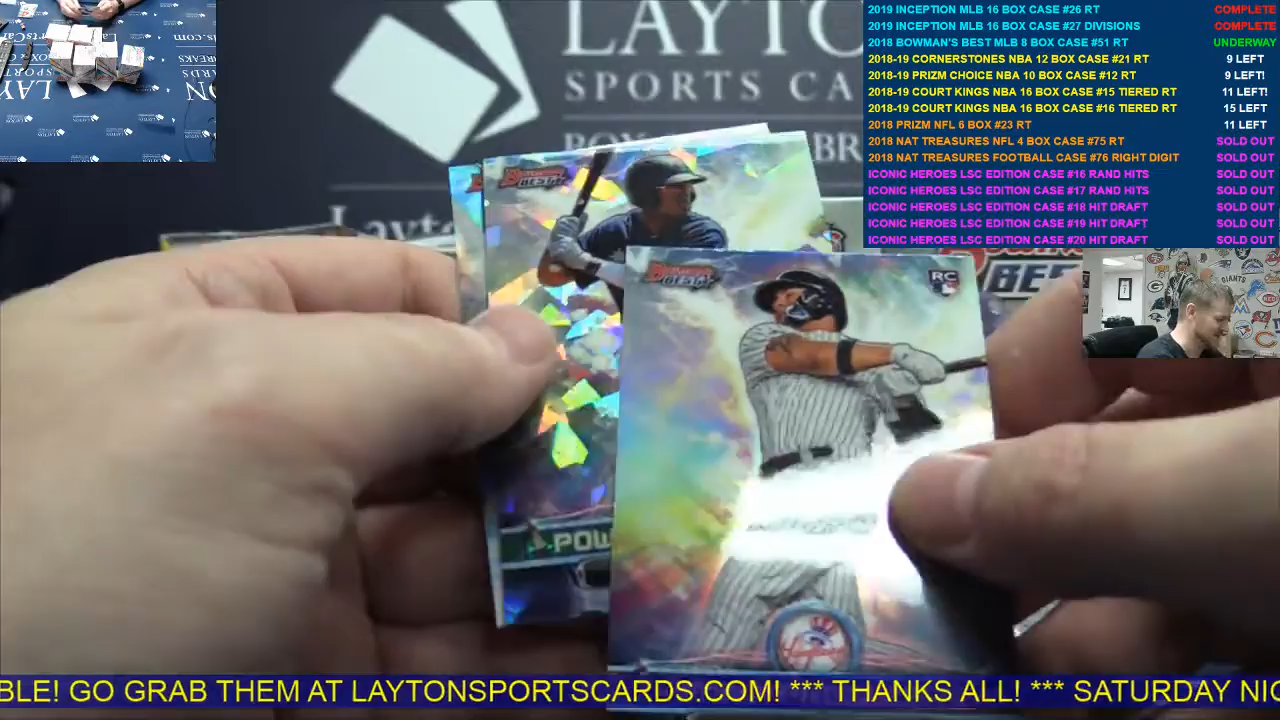 LAYTO
SPORTS CARDS
2019 INCEPTION MLB 16 BOX CASE #26 RT COMPLETE
2019 INCEPTION MLB 16 BOX CASE #27 DIVISIONS COMPLETE
2018 BOWMAN'S BEST MLB 8 BOX CASE #51 RT UNDERWAY
2018-19 CORNERSTONES NBA 12 BOX CASE #21 RT 9 LEFT
2018-19 PRIZM CHOICE NBA 10 BOX CASE #12 RT 9 LEFT!
2018-19 COURT KINGS NBA 16 BOX CASE #15 TIERED RT 11 LEFT!
2018-19 COURT KINGS NBA 16 BOX CASE #16 TIERED RT 15 LEFT
2018 PRIZM NFL 6 BOX #23 RT 11 LEFT
2018 NAT TREASURES NFL 4 BOX CASE #75 RT SOLD OUT
2018 NAT TREASURES FOOTBALL CASE #76 RIGHT DIGIT SOLD OUT
ICONIC HEROES LSC EDITION CASE #16 RAND HITS SOLD OUT
ICONIC HEROES LSC EDITION CASE #17 RAND HITS SOLD OUT
ICONIC HEROES LSC EDITION CASE #18 HIT DRAFT SOLD OUT
ICONIC HEROES LSC EDITION CASE #19 HIT DRAFT SOLD OUT
ICONIC HEROES LSC EDITION CASE #20 HIT DRAFT SOLD OUT
BOWMAN'S BEST
BOWMAN'S BEST
RC
POW
BLE! GO GRAB THEM AT LAYTONSPORTSCARDS.COM! *** THANKS ALL! *** SATURDAY NIG